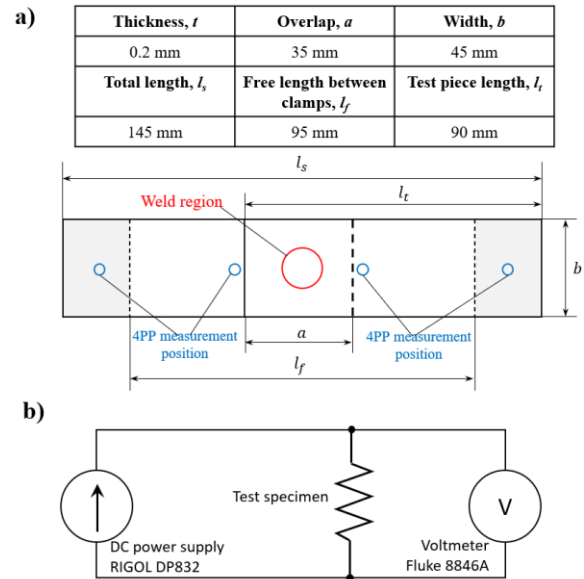 a)
Thickness, t Overlap, a Width, b
0.2 mm 35 mm 45 mm
Total length, lₛ Free length between clamps, l_f Test piece length, lₜ
145 mm 95 mm 90 mm
lₛ
lₜ
Weld region
b
4PP measurement
position
a
4PP measurement
position
l_f
b)
Test specimen
V
DC power supply
RIGOL DP832
Voltmeter
Fluke 8846A